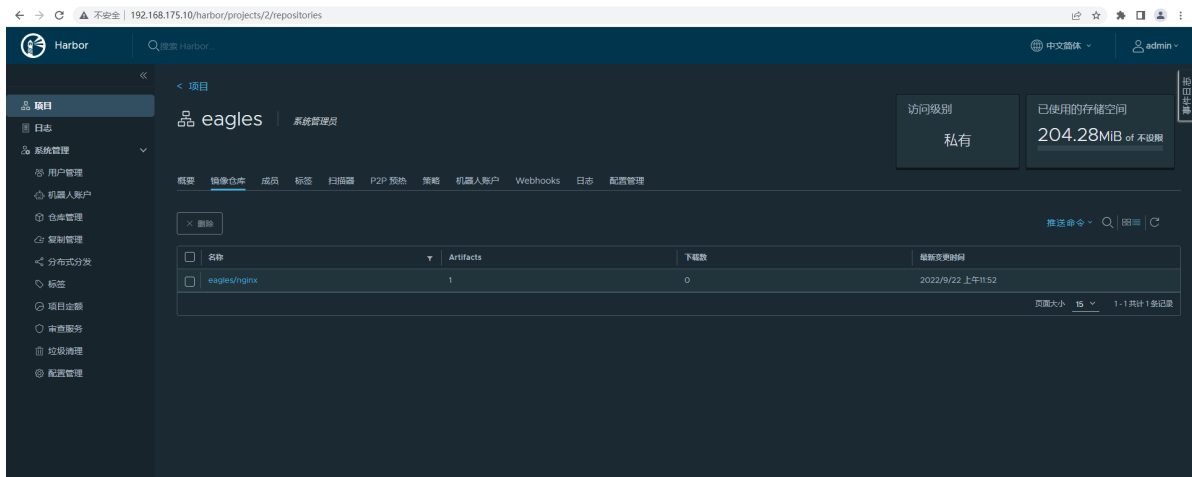 不安全 | 192.168.175.10/harbor/projects/2/repositories
Harbor
搜索 Harbor...
中文简体
admin
事件日志
项目
日志
系统管理
用户管理
机器人账户
仓库管理
复制管理
分布式分发
标签
项目定额
审查服务
垃圾清理
配置管理
< 项目
eagles
系统管理员
访问级别
私有
已使用的存储空间
204.28MiB of 不设限
概要 镜像仓库 成员 标签 扫描器 P2P 预热 策略 机器人账户 Webhooks 日志 配置管理
× 删除
推送命令
名称 Artifacts 下载数 最新变更时间
eagles/nginx 1 0 2022/9/22 上午11:52
页面大小 15 1 - 1 共计 1 条记录